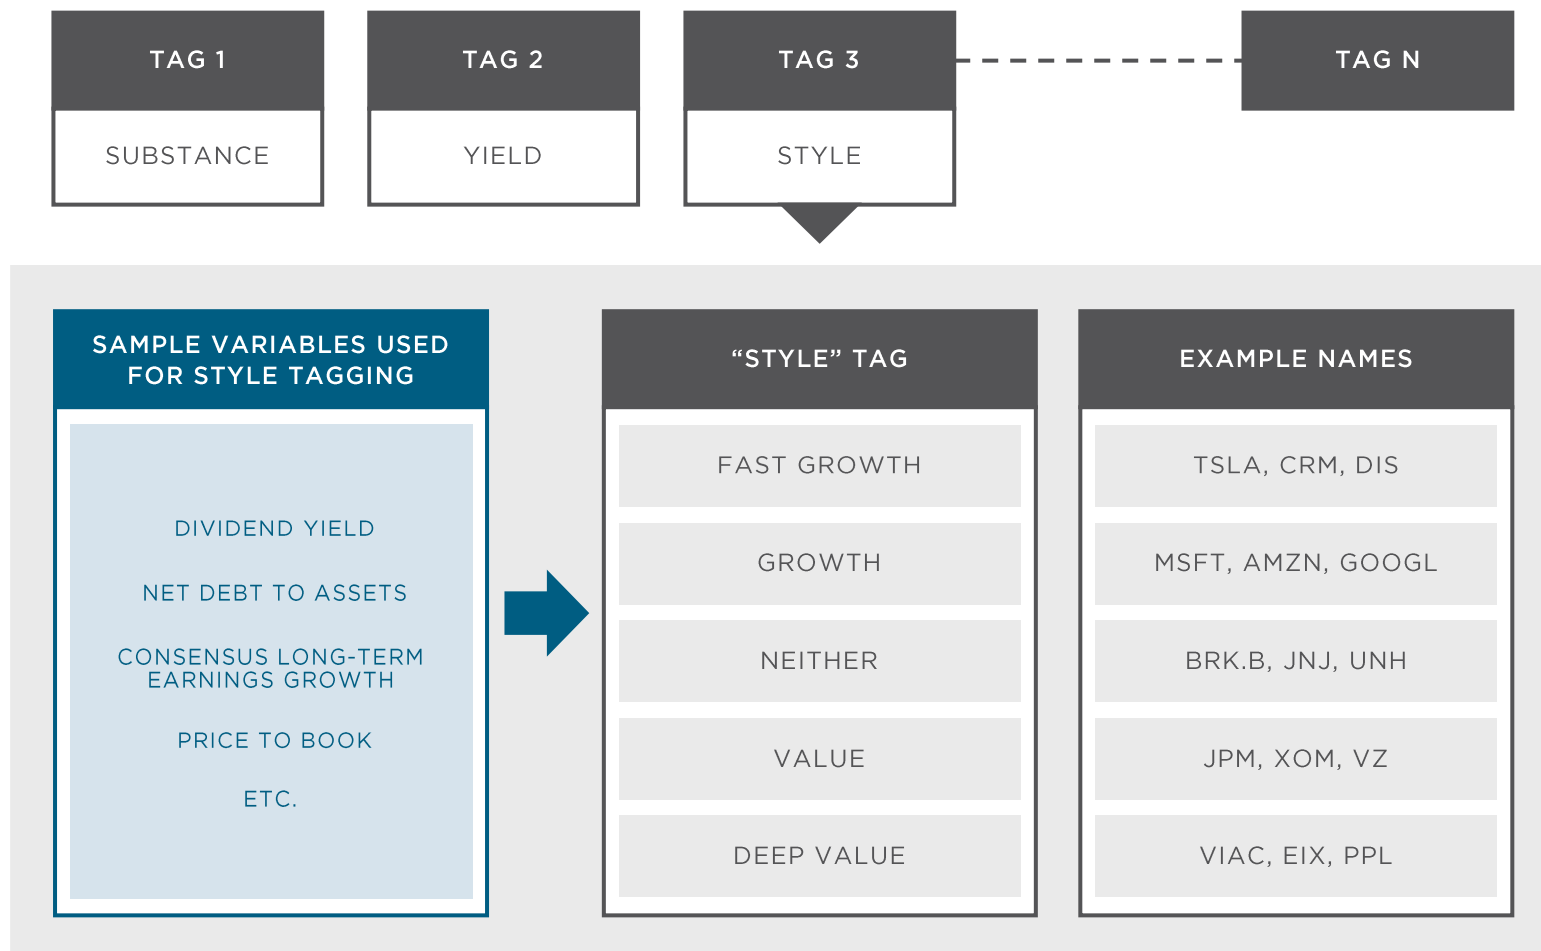 TAG 1
TAG 2
TAG 3
TAG N
SUBSTANCE
YIELD
STYLE
SAMPLE VARIABLES USED
FOR STYLE TAGGING
DIVIDEND YIELD
NET DEBT TO ASSETS
CONSENSUS LONG-TERM
EARNINGS GROWTH
PRICE TO BOOK
ETC.
“STYLE” TAG
FAST GROWTH
GROWTH
NEITHER
VALUE
DEEP VALUE
EXAMPLE NAMES
TSLA, CRM, DIS
MSFT, AMZN, GOOGL
BRK.B, JNJ, UNH
JPM, XOM, VZ
VIAC, EIX, PPL